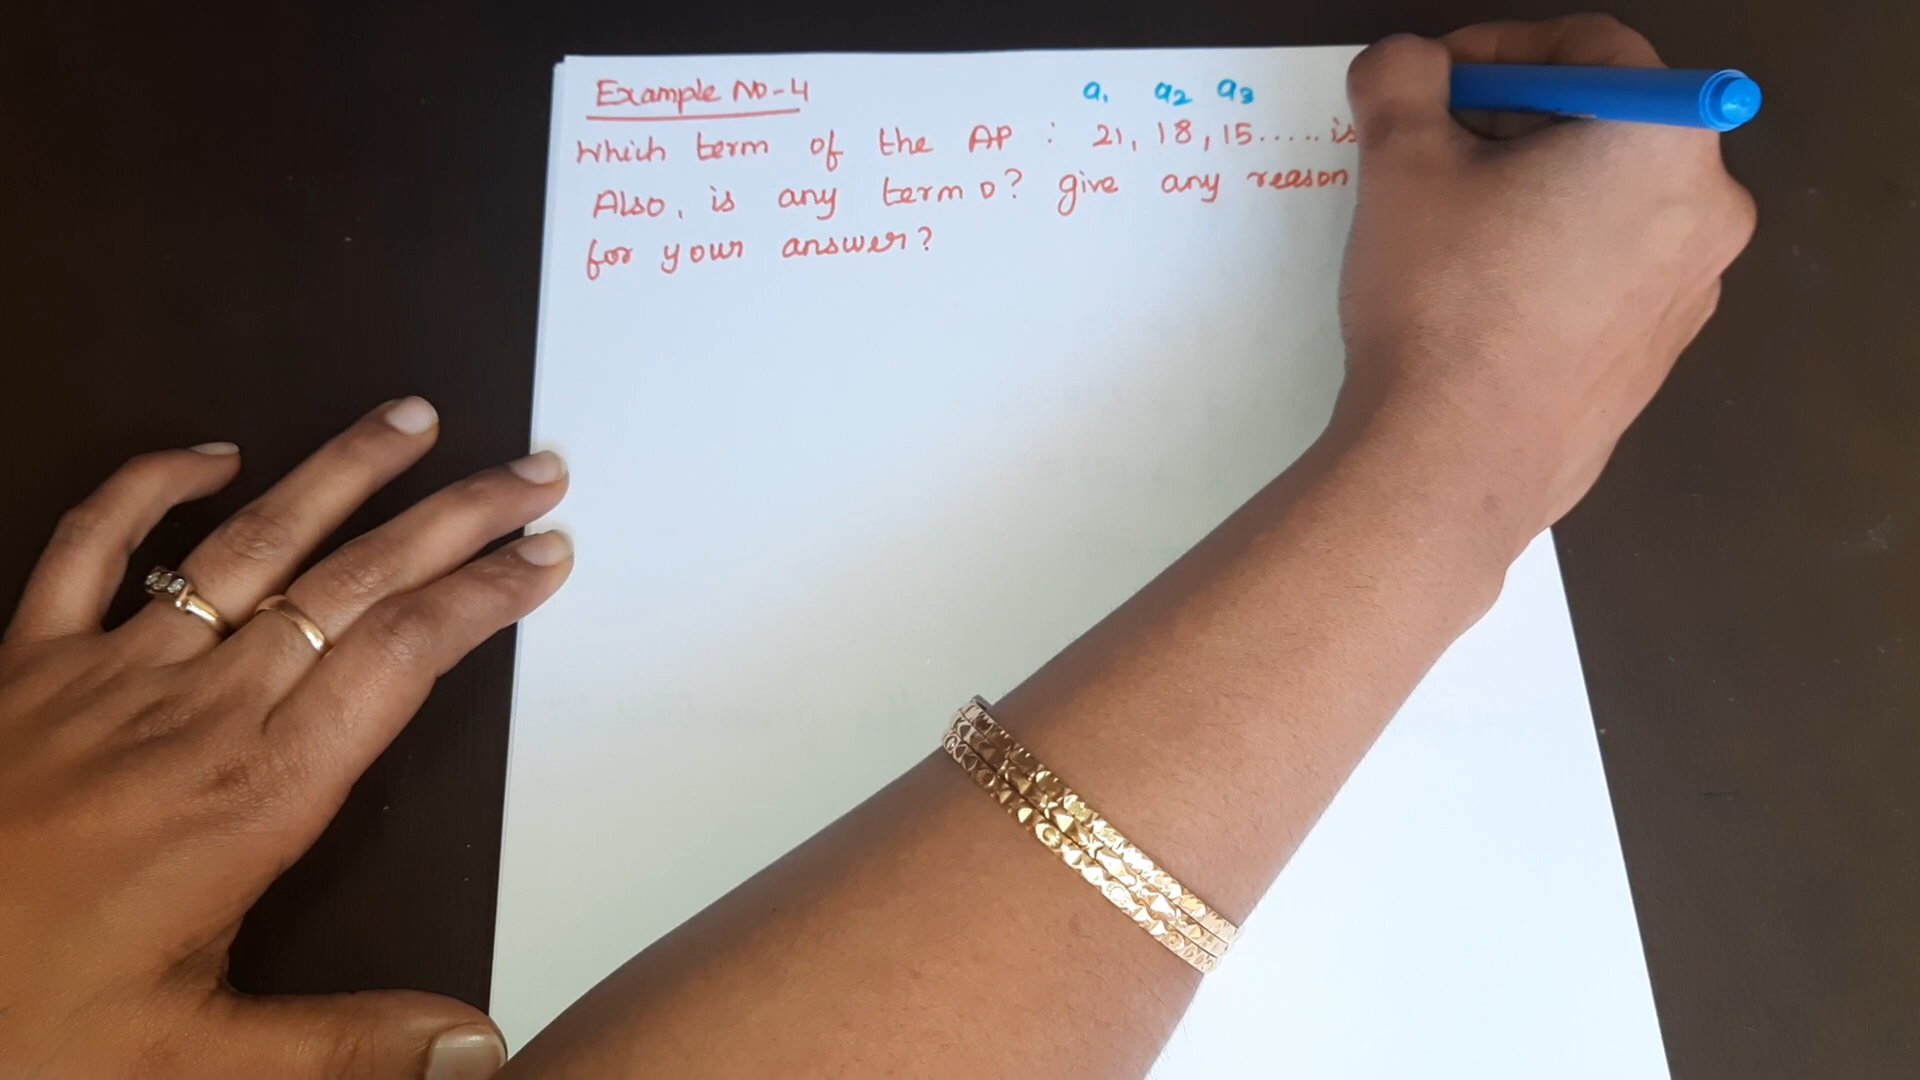 Example No-4
a1 a2 a3
Which term of the AP : 21, 18, 15..... is
Also, is any term 0? give any reason
for your answer?